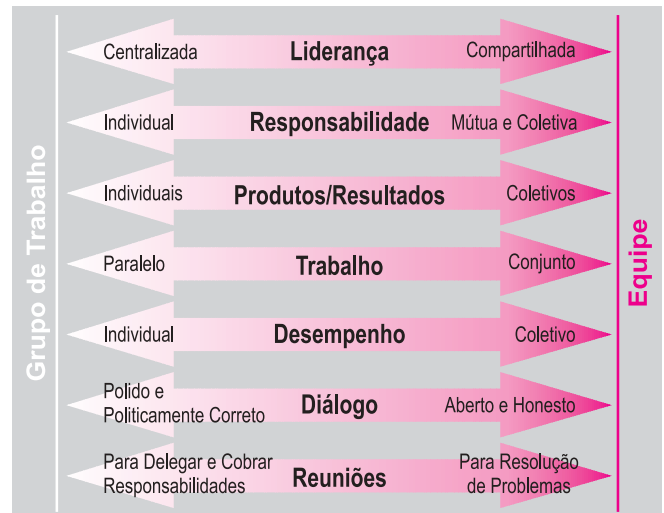 Grupo de Trabalho
Centralizada Liderança Compartilhada
Individual Responsabilidade Mútua e Coletiva
Individuais Produtos/Resultados Coletivos
Paralelo Trabalho Conjunto
Individual Desempenho Coletivo
Polido e
Politicamente Correto Diálogo Aberto e Honesto
Para Delegar e Cobrar
Responsabilidades Reuniões Para Resolução
de Problemas
Equipe